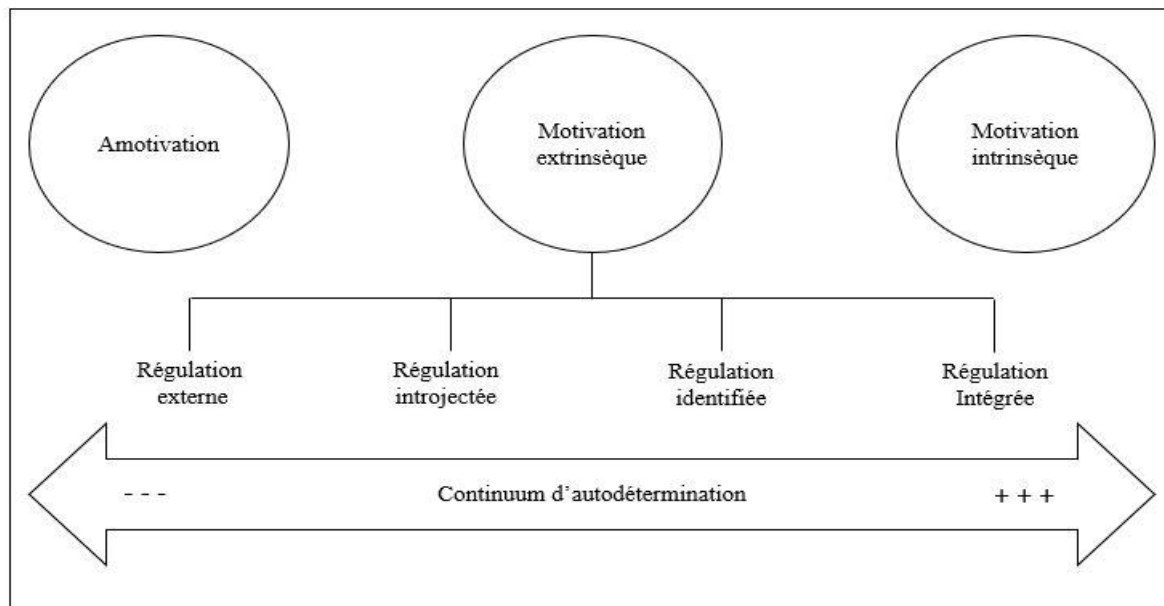 Amotivation
Motivation
extrinsèque
Motivation
intrinsèque
Régulation
externe
Régulation
introjectée
Régulation
identifiée
Régulation
Intégrée
- - -
Continuum d’autodétermination
+ + +